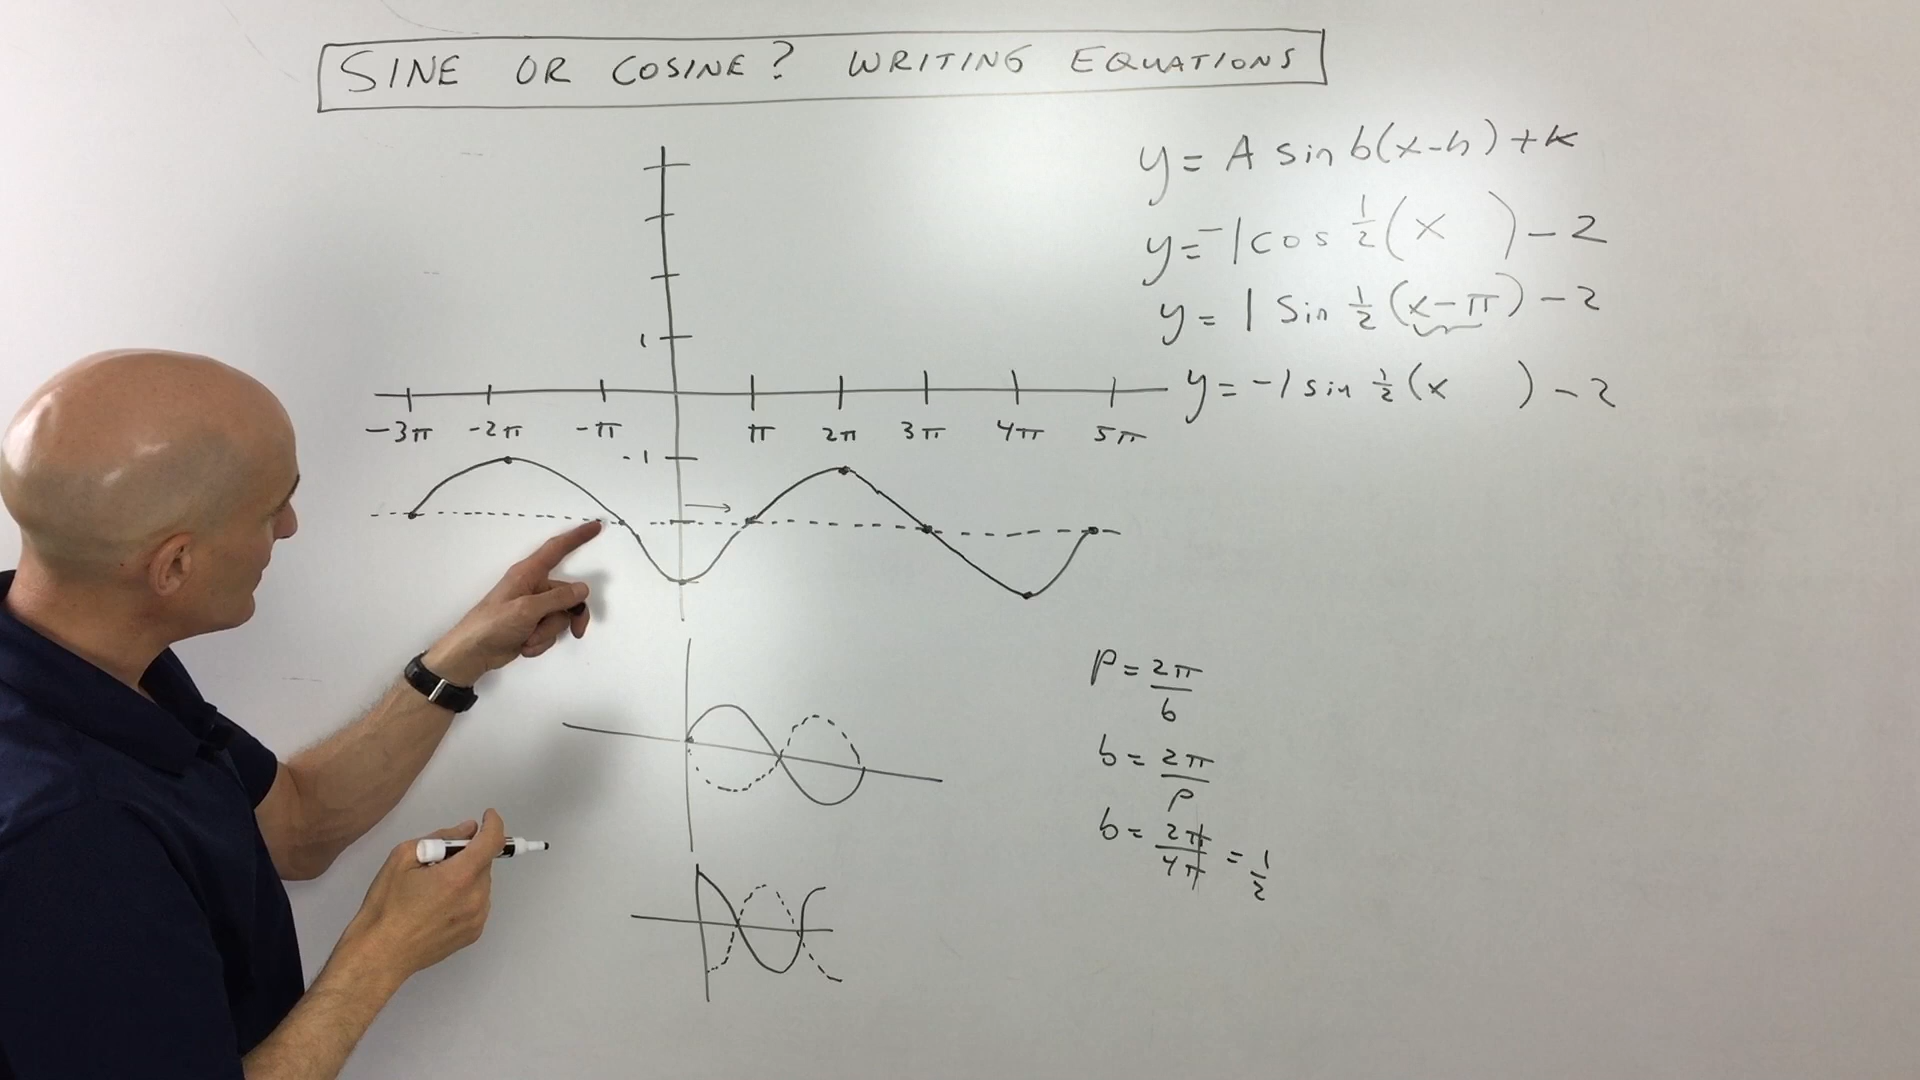 SINE OR COSINE? WRITING EQUATIONS
y = A sin b(x-h) + k
y = -1 cos 1/2 (x ) - 2
y = 1 sin 1/2 (x - π) - 2
y = -1 sin 1/2 (x ) - 2
1
-3π -2π -π π 2π 3π 4π 5π
-1
P = 2π/b
b = 2π/P
b = 2π/4π = 1/2